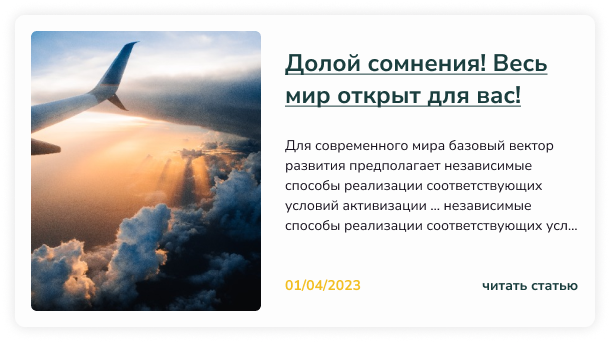 Долой сомнения! Весь
мир открыт для вас!
Для современного мира базовый вектор
развития предполагает независимые
способы реализации соответствующих
условий активизации ... независимые
способы реализации соответствующих усл...
01/04/2023
читать статью